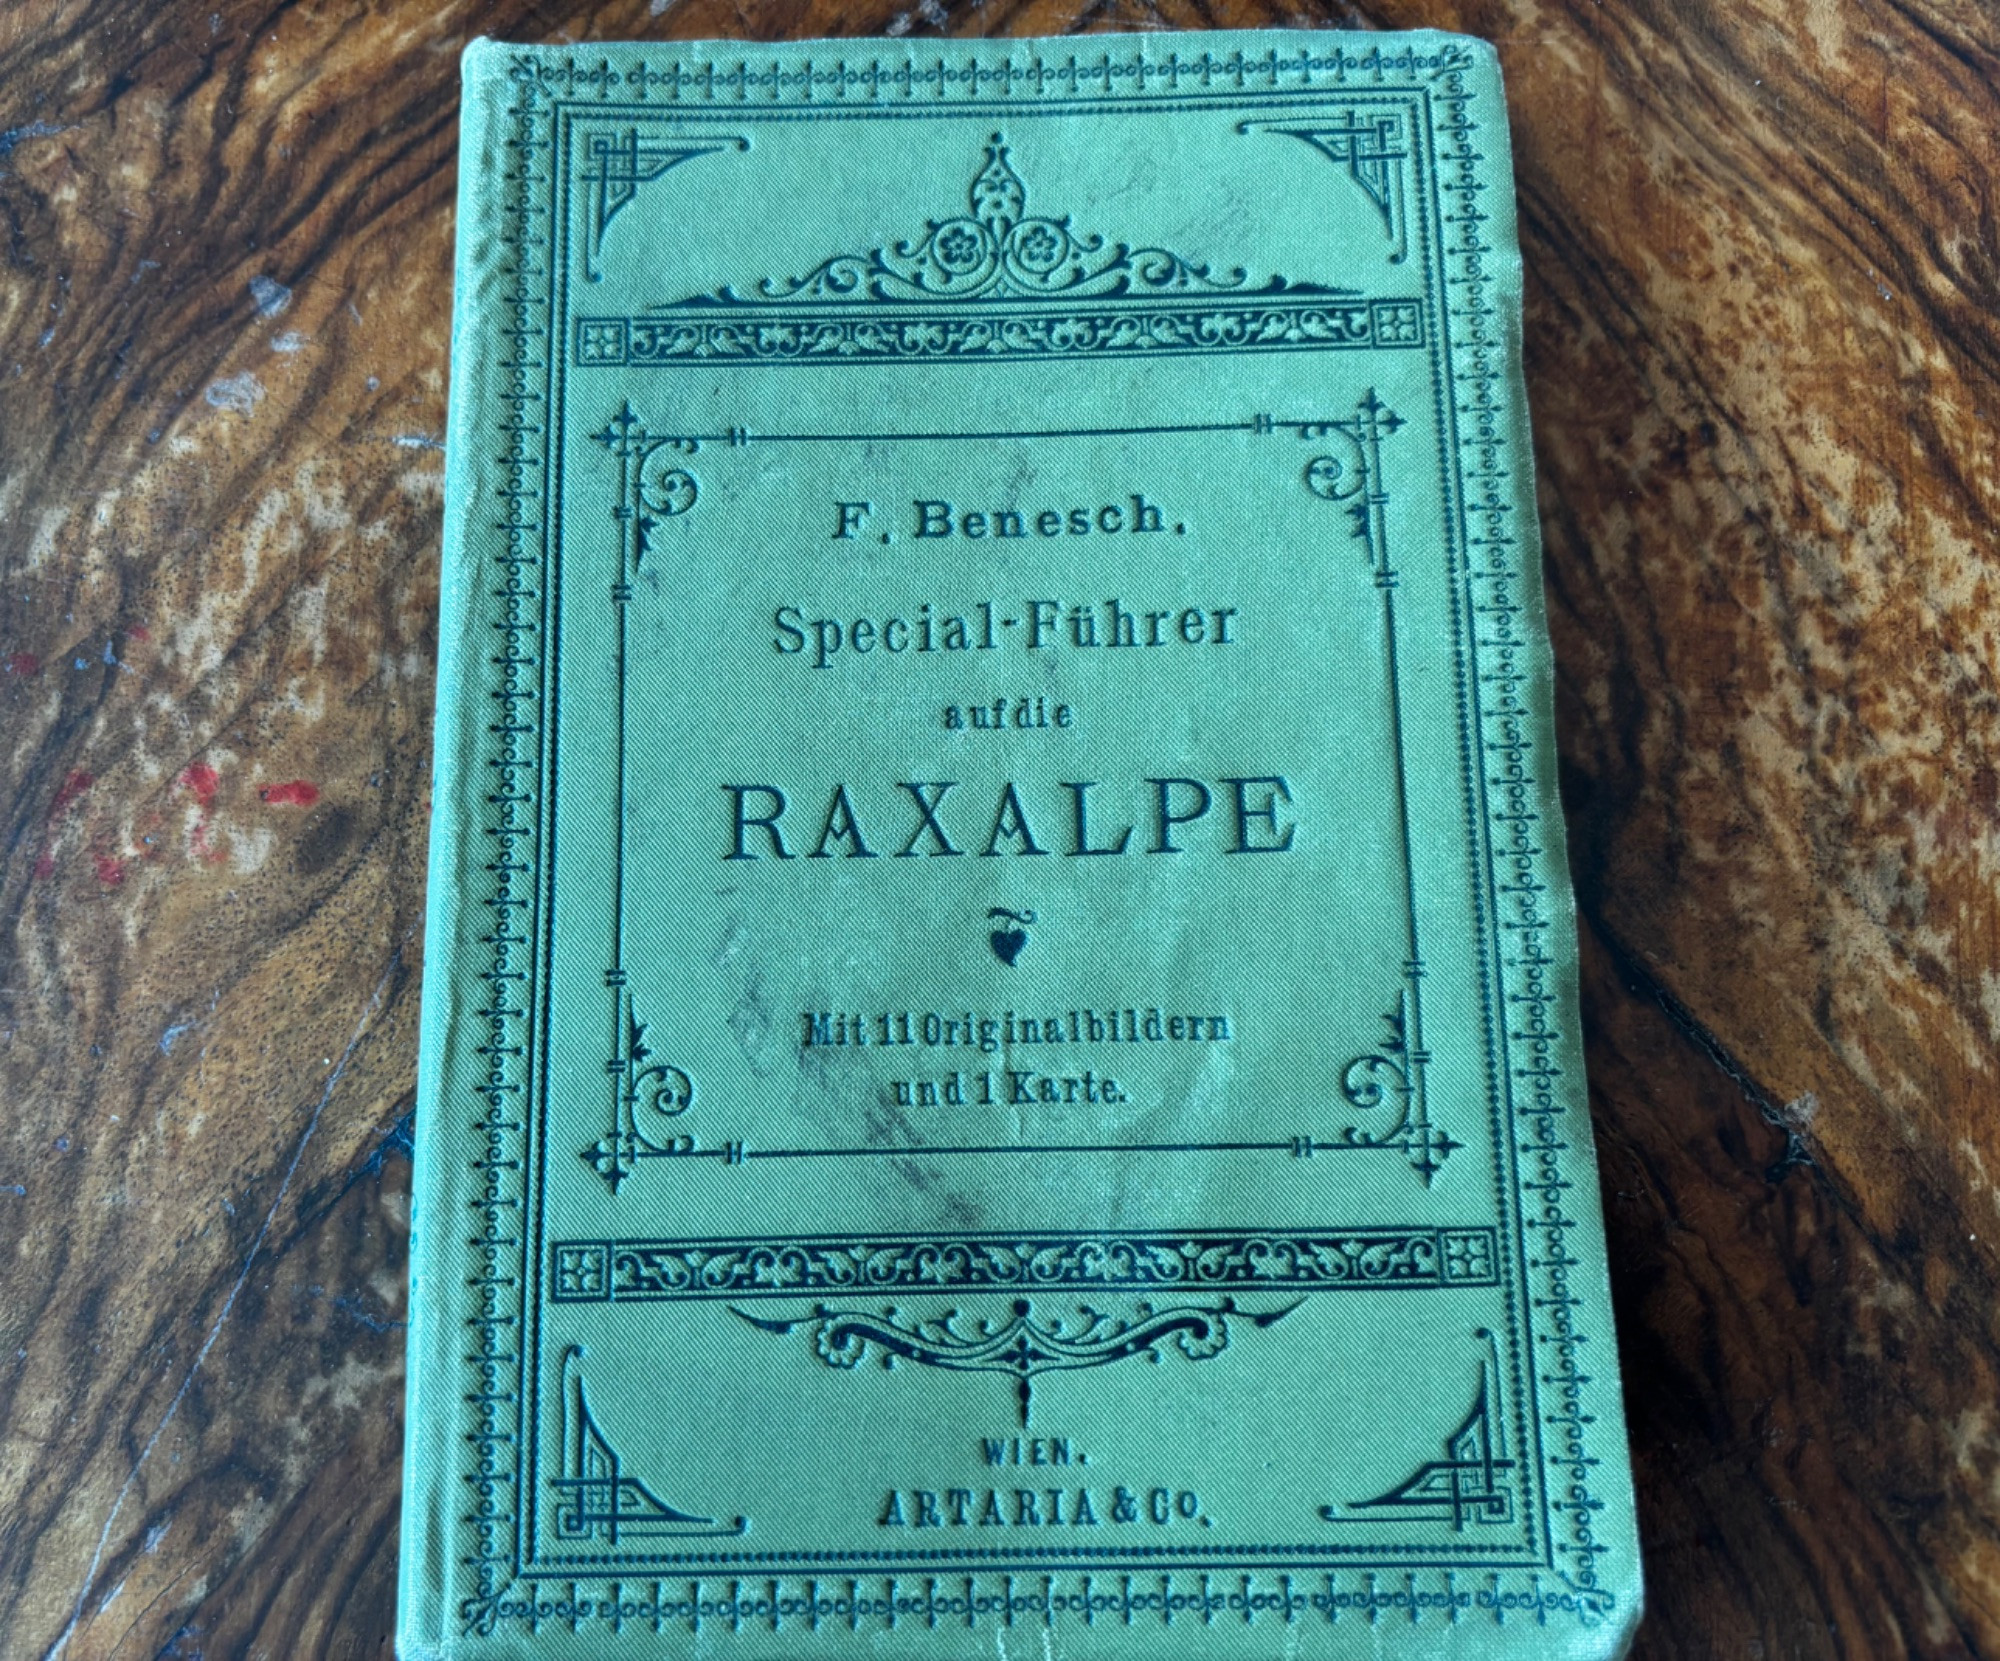 F. Benesch.
Special-Führer
auf die
RAXALPE
Mit 11 Originalbildern
und 1 Karte.
WIEN.
ARTARIA & Co.